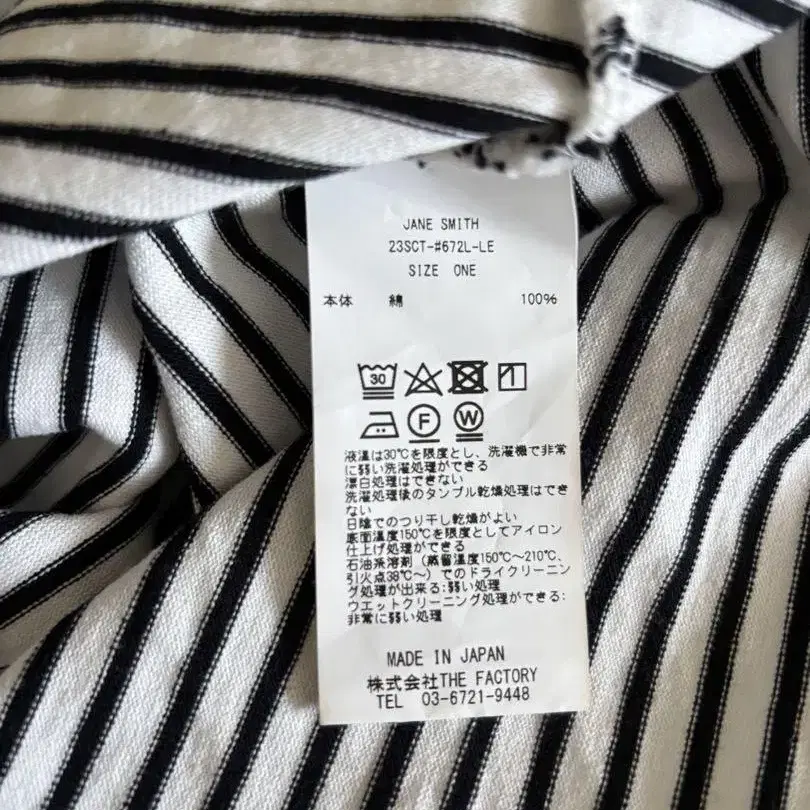 JANE SMITH
23SCT-#672L-LE
SIZE ONE
本体 綿 100%
30
F W
液温は30℃を限度とし、洗濯機で非常
に弱い洗濯処理ができる
漂白処理はできない
洗濯処理後のタンブル乾燥処理はでき
ない
日陰でのつり干し乾燥がよい
底面温度150℃を限度としてアイロン
仕上げ処理ができる
石油系溶剤(蒸留温度150℃~210℃、
引火点38℃~)でのドライクリーニン
グ処理が出来る:弱い処理
ウエットクリーニング処理ができる:
非常に弱い処理
MADE IN JAPAN
株式会社THE FACTORY
TEL 03-6721-9448